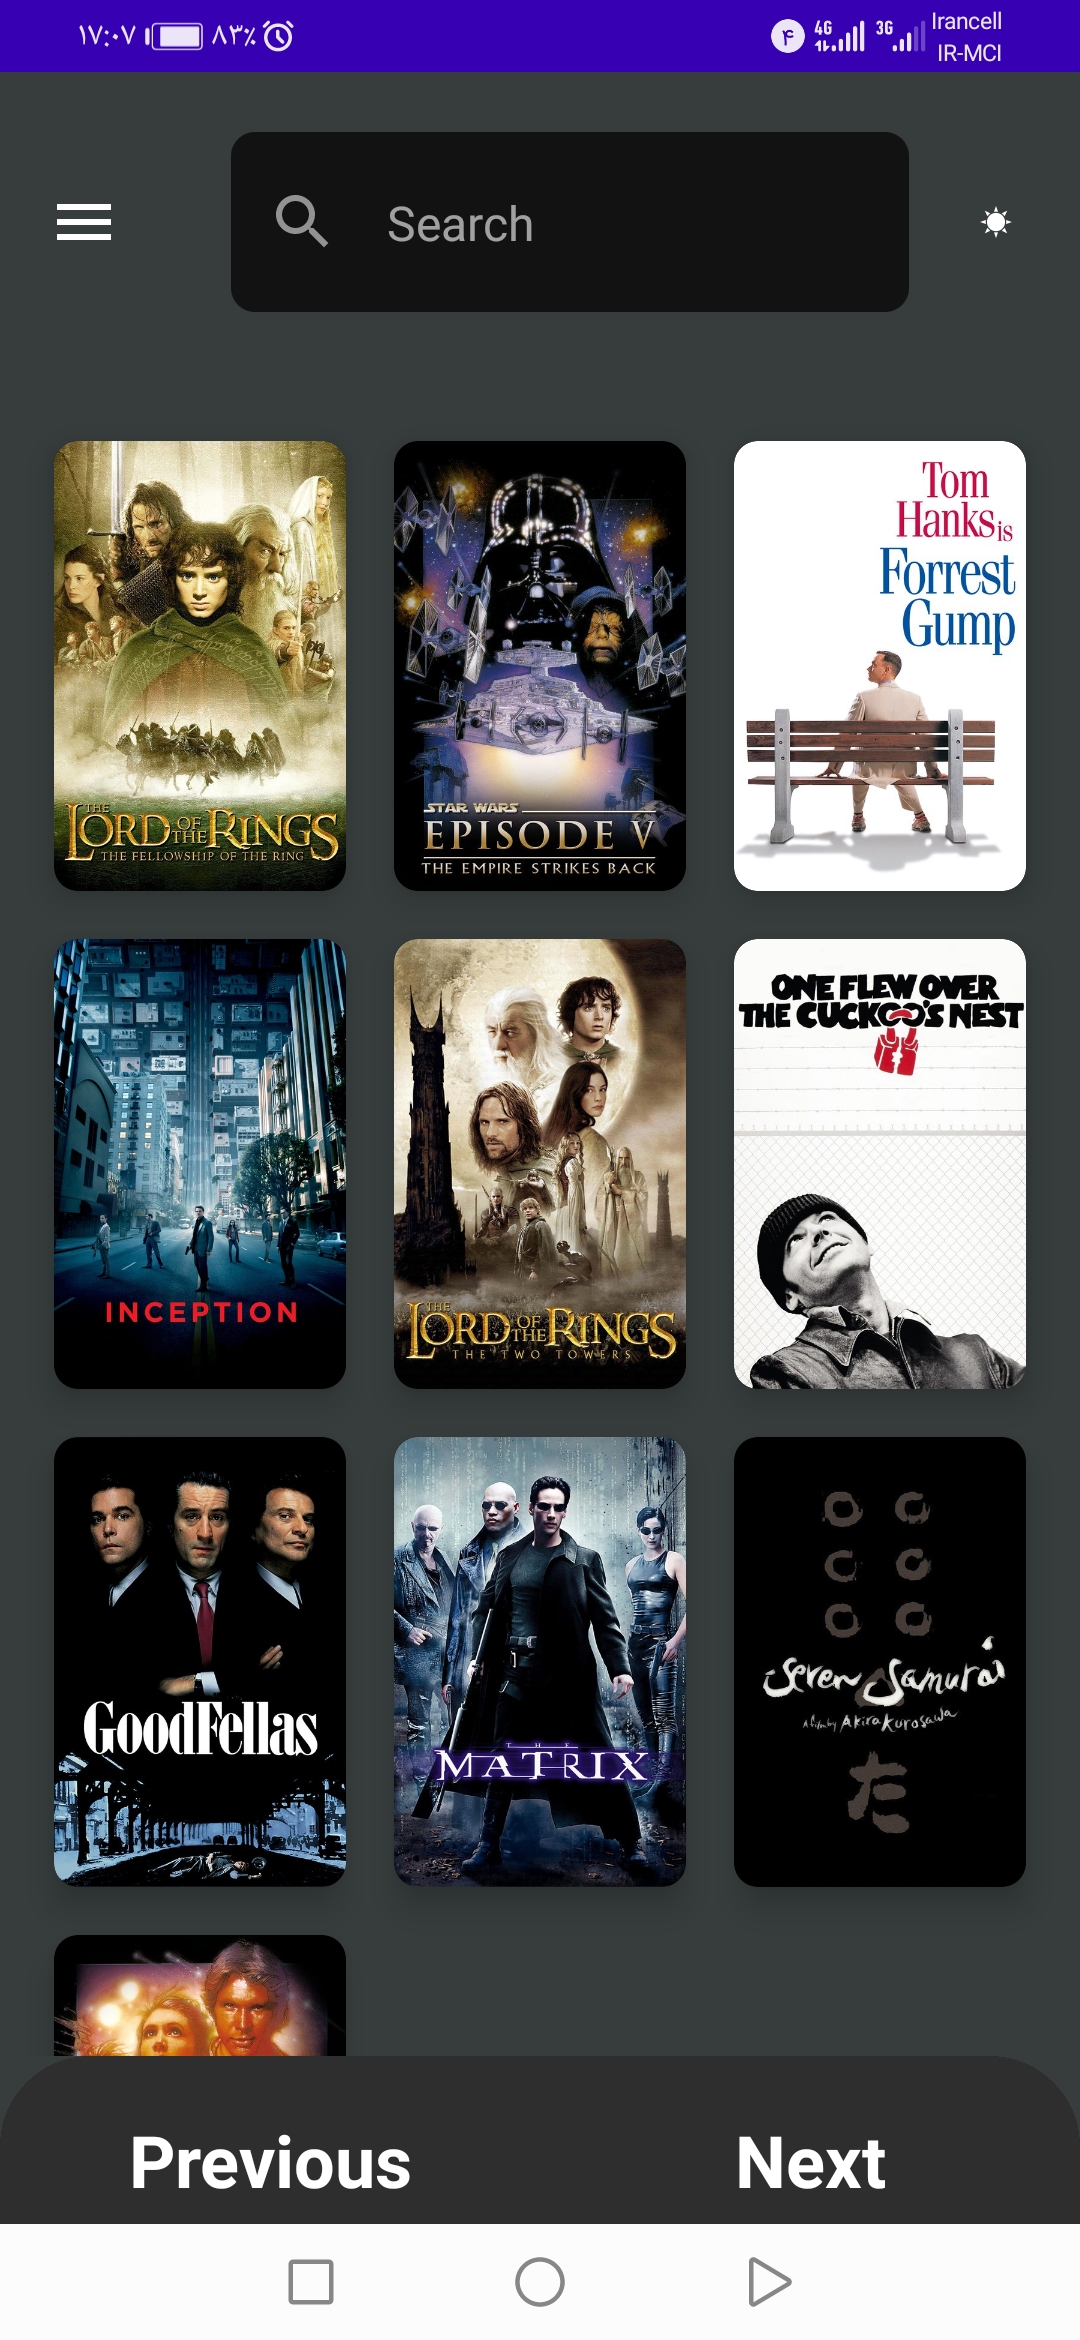 ۱۷:۰۷ ۸۳٪
۴ 4G 3G Irancell
IR-MCI
Search
Tom
Hanks is
Forrest
Gump
THE
LORD OF THE RINGS
THE FELLOWSHIP OF THE RING
STAR WARS
EPISODE V
THE EMPIRE STRIKES BACK
INCEPTION
THE
LORD OF THE RINGS
THE TWO TOWERS
ONE FLEW OVER
THE CUCKOO'S NEST
GoodFellas
THE
MATRIX
Seven Samurai
A film by Akira Kurosawa
た
Previous
Next